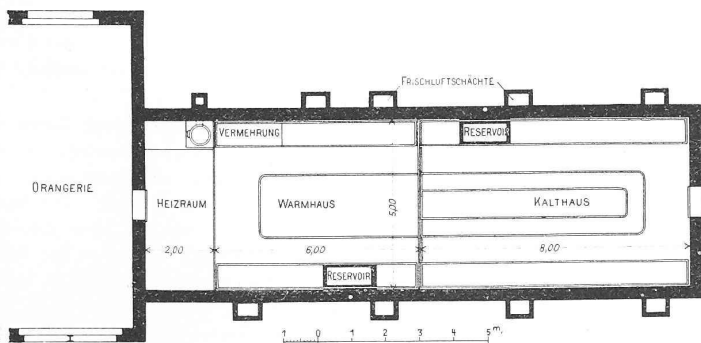 FRISCHLUFTSCHÄCHTE
VERMEHRUNG
RESERVOIR
ORANGERIE
HEIZRAUM
WARMHAUS
5,00
KALTHAUS
2,00
6,00
8,00
RESERVOIR
1 0 1 2 3 4 5 m.